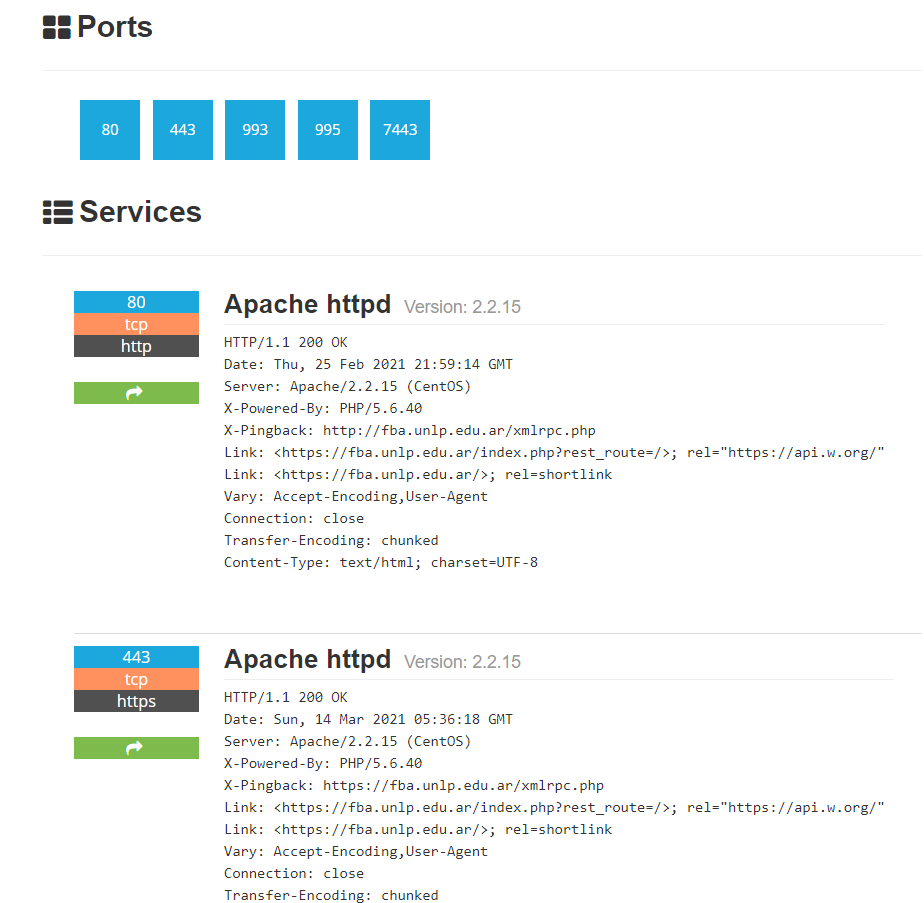 Ports
80 443 993 995 7443
Services
80
tcp
http
Apache httpd Version: 2.2.15
HTTP/1.1 200 OK
Date: Thu, 25 Feb 2021 21:59:14 GMT
Server: Apache/2.2.15 (CentOS)
X-Powered-By: PHP/5.6.40
X-Pingback: http://fba.unlp.edu.ar/xmlrpc.php
Link: <https://fba.unlp.edu.ar/index.php?rest_route=/>; rel="https://api.w.org/"
Link: <https://fba.unlp.edu.ar/>; rel=shortlink
Vary: Accept-Encoding,User-Agent
Connection: close
Transfer-Encoding: chunked
Content-Type: text/html; charset=UTF-8
443
tcp
https
Apache httpd Version: 2.2.15
HTTP/1.1 200 OK
Date: Sun, 14 Mar 2021 05:36:18 GMT
Server: Apache/2.2.15 (CentOS)
X-Powered-By: PHP/5.6.40
X-Pingback: https://fba.unlp.edu.ar/xmlrpc.php
Link: <https://fba.unlp.edu.ar/index.php?rest_route=/>; rel="https://api.w.org/"
Link: <https://fba.unlp.edu.ar/>; rel=shortlink
Vary: Accept-Encoding,User-Agent
Connection: close
Transfer-Encoding: chunked